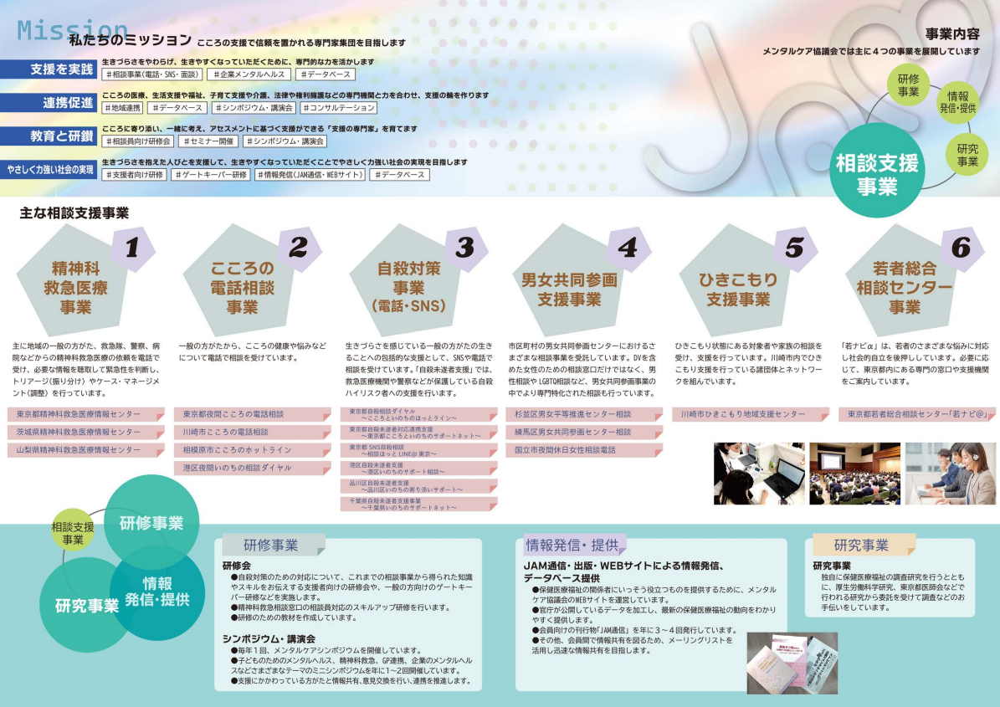 Mission
私たちのミッション こころの支援で信頼を置かれる専門家集団を目指します
支援を実践
生きづらさをやわらげ、生きやすくなっていただくために、専門的な力を活かします
#相談事業(電話・SNS・面談) #企業メンタルヘルス #データベース
連携促進
こころの医療、生活支援や福祉、子育て支援や介護、法律や権利擁護などの専門機関と力を合わせ、支援の輪を作ります
#地域連携 #データベース #シンポジウム・講演会 #コンサルテーション
教育と研鑽
こころに寄り添い、一緒に考え、アセスメントに基づく支援ができる「支援の専門家」を育てます
#相談員向け研修会 #セミナー開催 #シンポジウム・講演会
やさしく力強い社会の実現
生きづらさを抱えた人びとを支援して、生きやすくなっていただくことでやさしく力強い社会の実現を目指します
#支援者向け研修 #ゲートキーパー研修 #情報発信(JAM通信・WEBサイト) #データベース
事業内容
メンタルケア協議会では主に4つの事業を展開しています
研修
事業
情報
発信・提供
研究
事業
相談支援
事業
主な相談支援事業
1
精神科
救急医療
事業
主に地域の一般の方がた、救急隊、警察、病
院などからの精神科救急医療の依頼を電話で
受け、必要な情報を聴取して緊急性を判断し、
トリアージ(振り分け)やケース・マネージメ
ント(調整)を行っています。
東京都精神科救急医療情報センター
茨城県精神科救急医療情報センター
山梨県精神科救急医療情報センター
2
こころの
電話相談
事業
一般の方がたから、こころの健康や悩みなど
について電話で相談を受けています。
東京都夜間こころの電話相談
川崎市こころの電話相談
相模原市こころのホットライン
港区夜間いのちの相談ダイヤル
3
自殺対策
事業
(電話・SNS)
生きづらさを感じている一般の方がたの生き
ることへの包括的な支援として、SNSや電話で
相談を受けています。「自殺未遂者支援」では、
救急医療機関や警察などが保護している自殺
ハイリスク者への支援を行います。
東京都自殺相談ダイヤル
～こころといのちのほっとライン～
東京都自殺未遂者対応連携支援
～東京都こころといのちのサポートネット～
東京都 SNS自殺相談
～相談ほっと LINE@ 東京～
港区自殺未遂者支援
～港区いのちのサポート相談～
品川区自殺未遂者支援
～品川区いのちの寄り添いサポート～
千葉県自殺未遂者支援事業
～千葉県いのちのサポートネット～
4
男女共同参画
支援事業
市区町村の男女共同参画センターにおけるさ
まざまな相談事業を受託しています。DVを含
めた女性のための相談窓口だけではなく、男
性相談や LGBTQ相談など、男女共同参画事業の
中でより専門特化された相談も行っています。
杉並区男女平等推進センター相談
練馬区男女共同参画センター相談
国立市夜間休日女性相談電話
5
ひきこもり
支援事業
ひきこもり状態にある対象者や家族の相談を
受け、支援を行っています。川崎市内でひき
こもり支援を行っている諸団体とネットワー
クを組んでいます。
川崎市ひきこもり地域支援センター
6
若者総合
相談センター
事業
「若ナビα」は、若者のさまざまな悩みに対応
し社会的自立を後押ししています。必要に応
じて、東京都内にある専門の窓口や支援機関
をご案内しています。
東京都若者総合相談センター「若ナビ@」
相談支援
事業
研修事業
研究事業
情報
発信・提供
研修事業
研修会
●自殺対策のための対応について、これまでの相談事業から得られた知識
やスキルをお伝えする支援者向けの研修会や、一般の方向けのゲートキー
パー研修などを実施します。
●精神科救急相談窓口の相談員対応のスキルアップ研修を行います。
●研修のための教材を作成しています。
シンポジウム・講演会
●毎年1回、メンタルケアシンポジウムを開催しています。
●子どものためのメンタルヘルス、精神科救急、GP連携、企業のメンタルヘル
スなどさまざまなテーマのミニシンポジウムを年に1～2回開催しています。
●支援にかかわっている方がたと情報共有、意見交換を行い、連携を推進します。
情報発信・提供
JAM通信・出版・WEBサイトによる情報発信、
データベース提供
●保健医療福祉の関係者にいっそう役立つものを提供するために、メンタル
ケア協議会のWEBサイトを運営しています。
●官庁が公開しているデータを加工し、最新の保健医療福祉の動向をわかり
やすく提供します。
●会員向けの刊行物「JAM通信」を年に3～4回発行しています。
●その他、会員間で情報共有を図るため、メーリングリストを
活用し迅速な情報共有を目指します。
研究事業
研究事業
独自に保健医療福祉の調査研究を行うととも
に、厚生労働科学研究、東京都医師会などで
行われる研究から委託を受けて調査などのお
手伝いをしています。